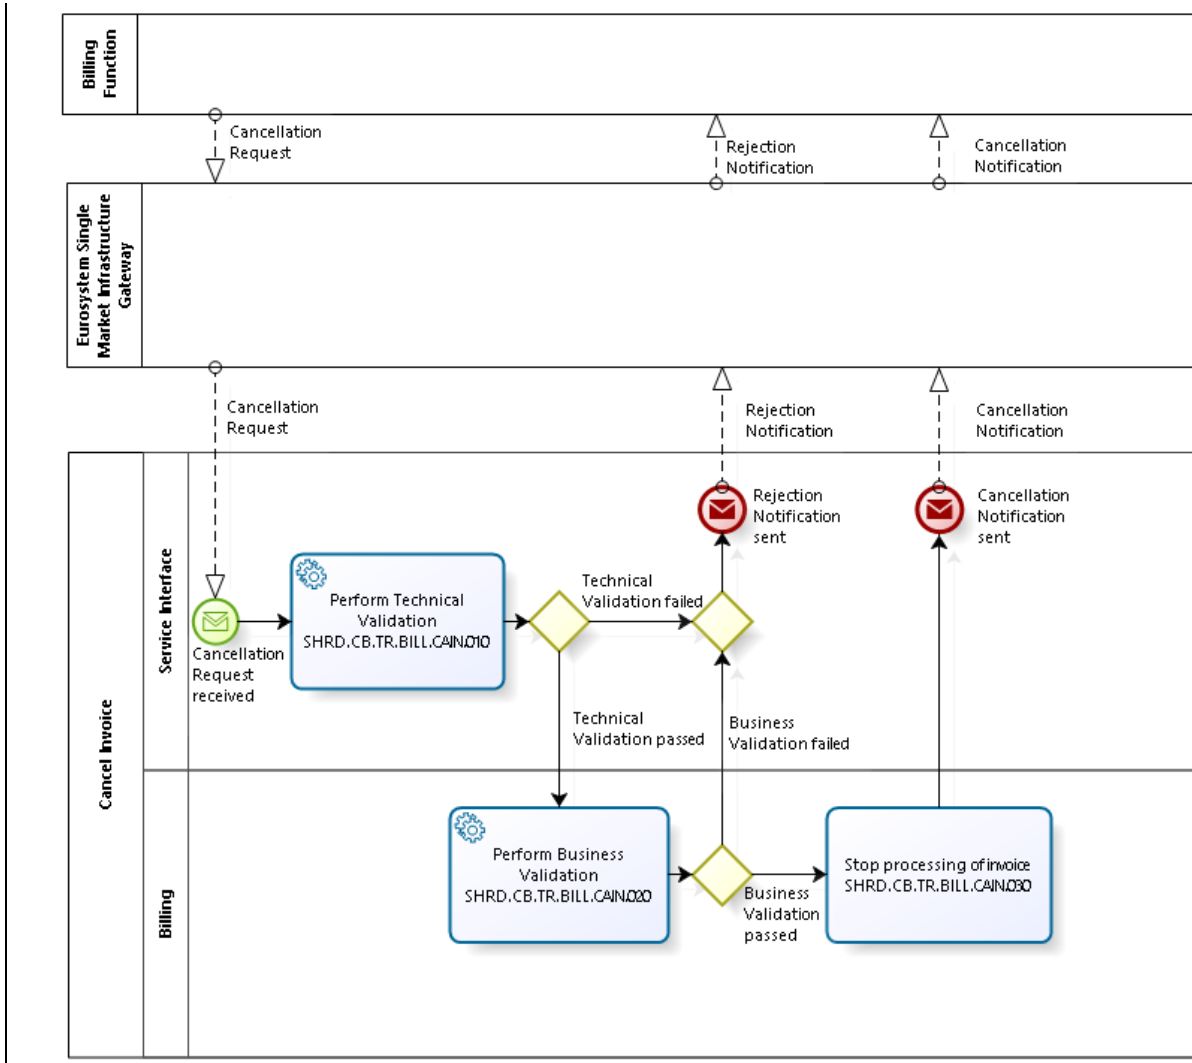 Billing
Function
Cancellation
Request
Rejection
Notification
Cancellation
Notification
Eurosystem Single
Market Infrastructure
Gateway
Cancellation
Request
Rejection
Notification
Cancellation
Notification
Cancel Invoice
Service Interface
Rejection
Notification
sent
Cancellation
Notification
sent
Perform Technical
Validation
SHRD.CB.TR.BILL.CAIN.010
Technical
Validation failed
Cancellation
Request
received
Technical
Validation passed
Business
Validation failed
Billing
Perform Business
Validation
SHRD.CB.TR.BILL.CAIN.020
Business
Validation
passed
Stop processing of invoice
SHRD.CB.TR.BILL.CAIN.030